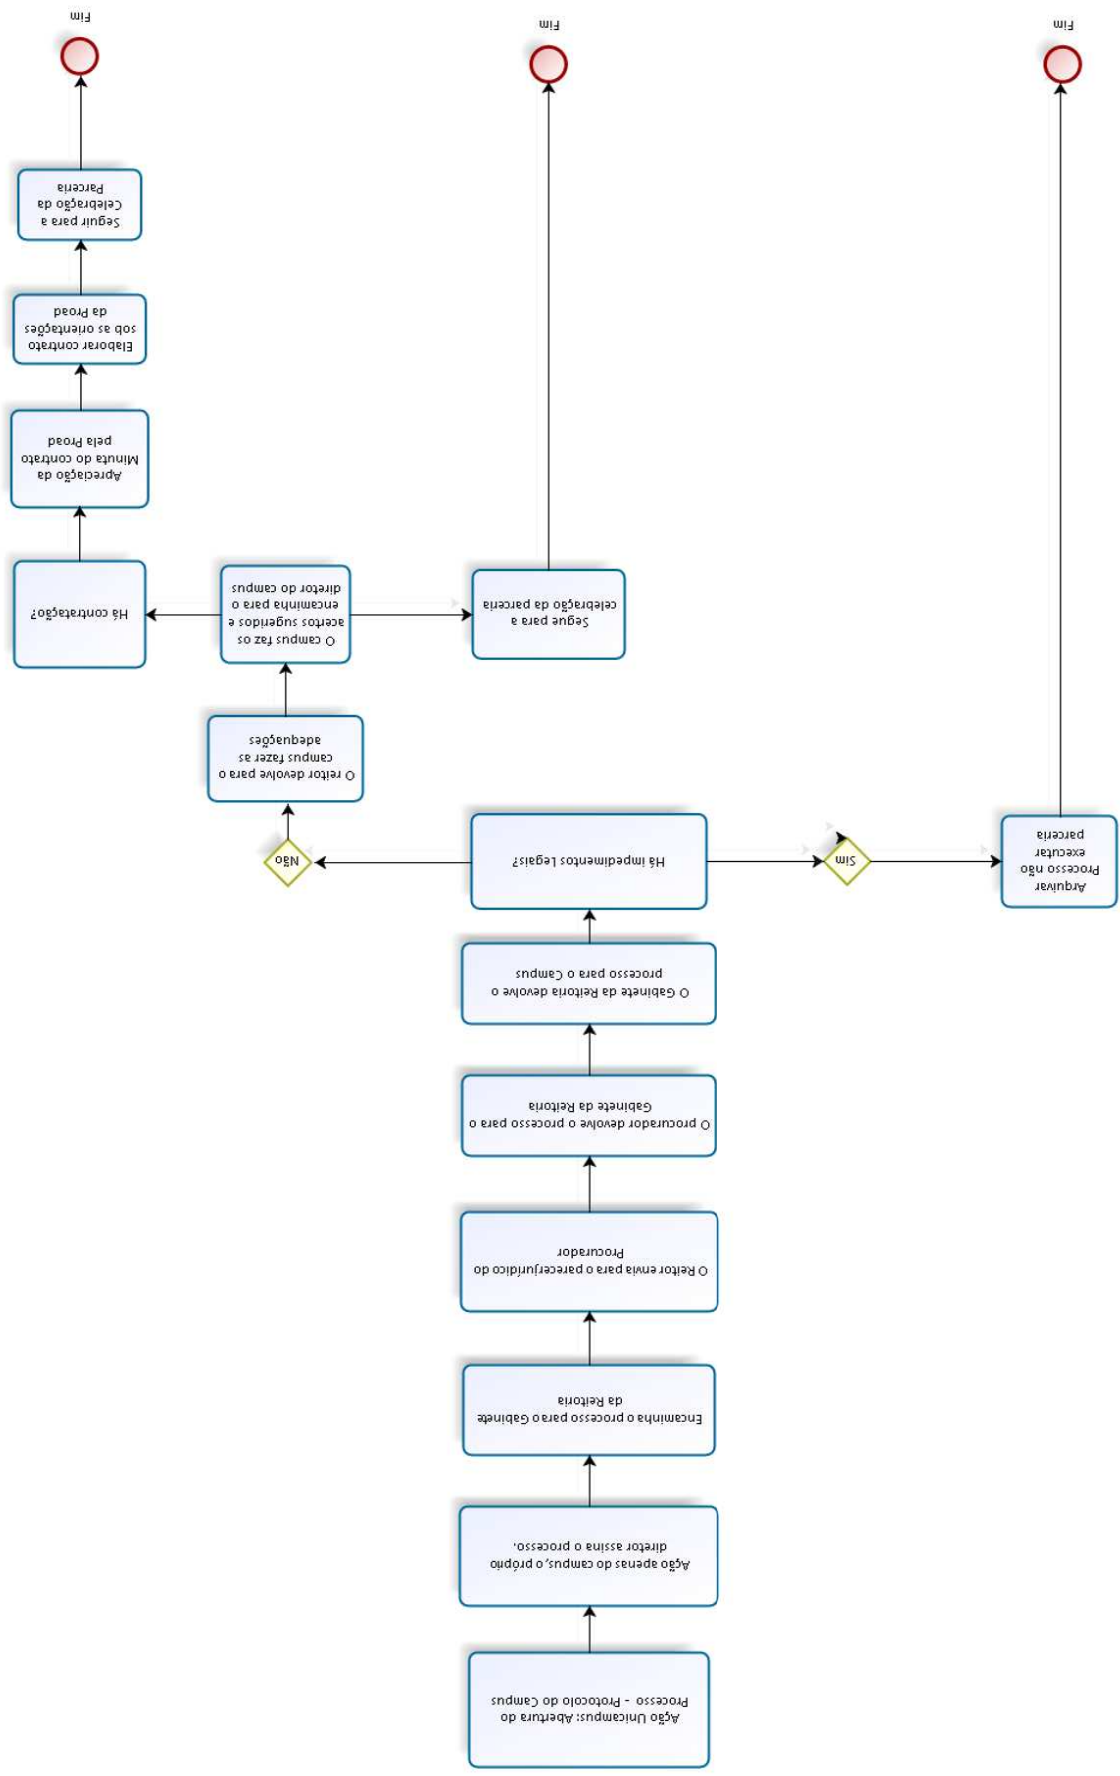 Ação Unicampus: Abertura do
Processo - Protocolo do Campus
Ação apenas do campus, o próprio
diretor assina o processo.
Encaminha o processo para o Gabinete
da Reitoria
O Reitor envia para o parecer jurídico do
Procurador
O procurador devolve o processo para o
Gabinete da Reitoria
O Gabinete da Reitoria devolve o
processo para o Campus
Há impedimentos Legais?
Sim
Arquivar
Processo não
executar
parceria
Fim
Não
O reitor devolve para o
campus fazer as
adequações
O campus faz os
acertos sugeridos e
encaminha para o
diretor do campus
Segue para a
celebração da parceria
Fim
Há contratação?
Apreciação da
Minuta do contrato
pela Proad
Elaborar contrato
sob as orientações
da Proad
Seguir para a
Celebração da
Parceria
Fim